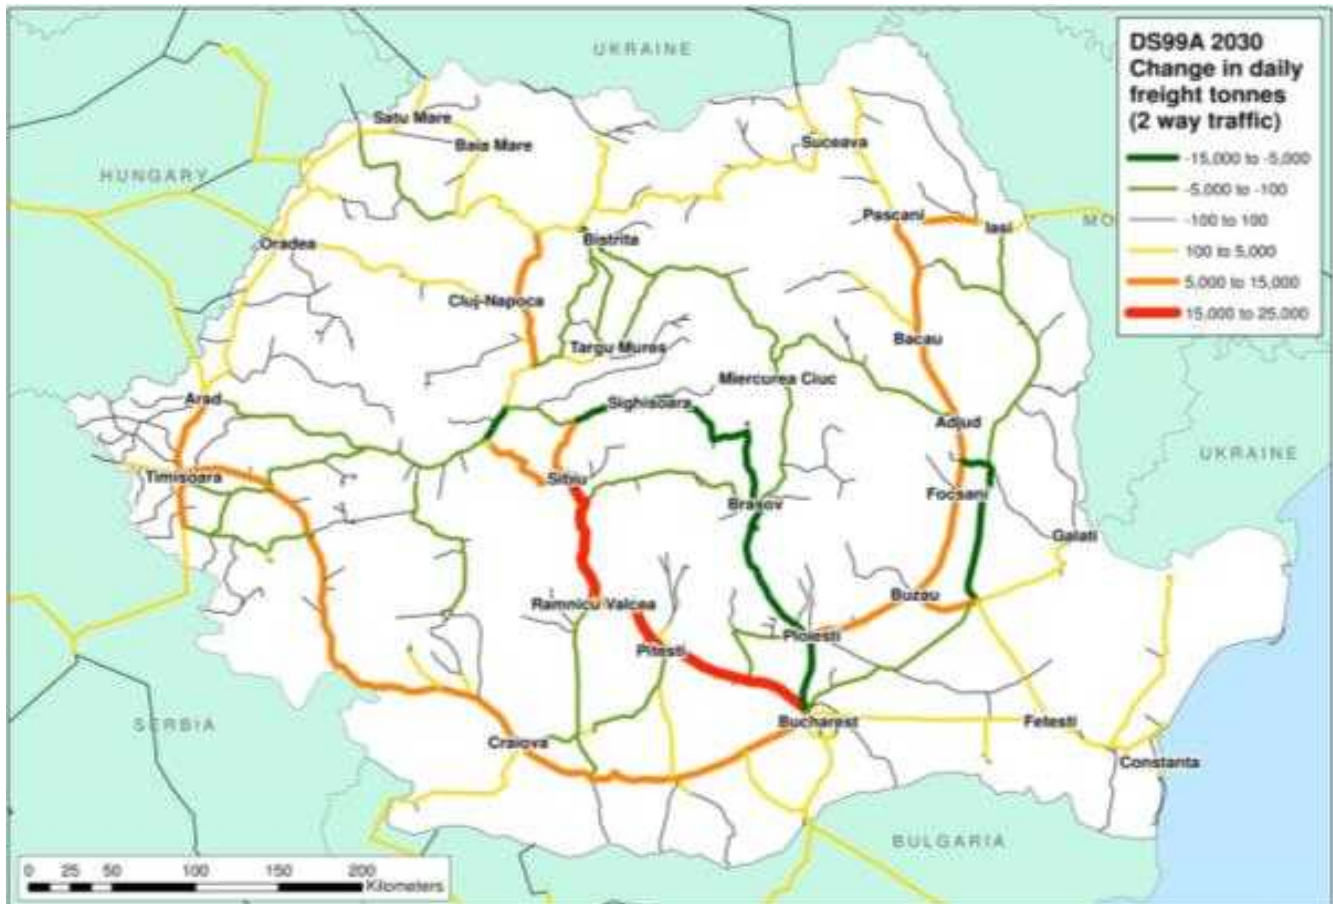 UKRAINE
DS99A 2030
Change in daily
freight tonnes
(2 way traffic)
-15,000 to -5,000
-5,000 to -100
-100 to 100
100 to 5,000
5,000 to 15,000
15,000 to 25,000
Satu Mare
Baia Mare
Suceava
HUNGARY
Pascani
Iasi
MO
Oradea
Bistrita
Cluj-Napoca
Bacau
Targu Mures
Miercurea Ciuc
Arad
Sighisoara
Adjud
UKRAINE
Timisoara
Sibiu
Focsani
Brasov
Galati
Ramnicu Valcea
Buzau
Ploiesti
Pitesti
SERBIA
Bucharest
Fetesti
Craiova
Constanta
BULGARIA
0 25 50 100 150 200
Kilometers